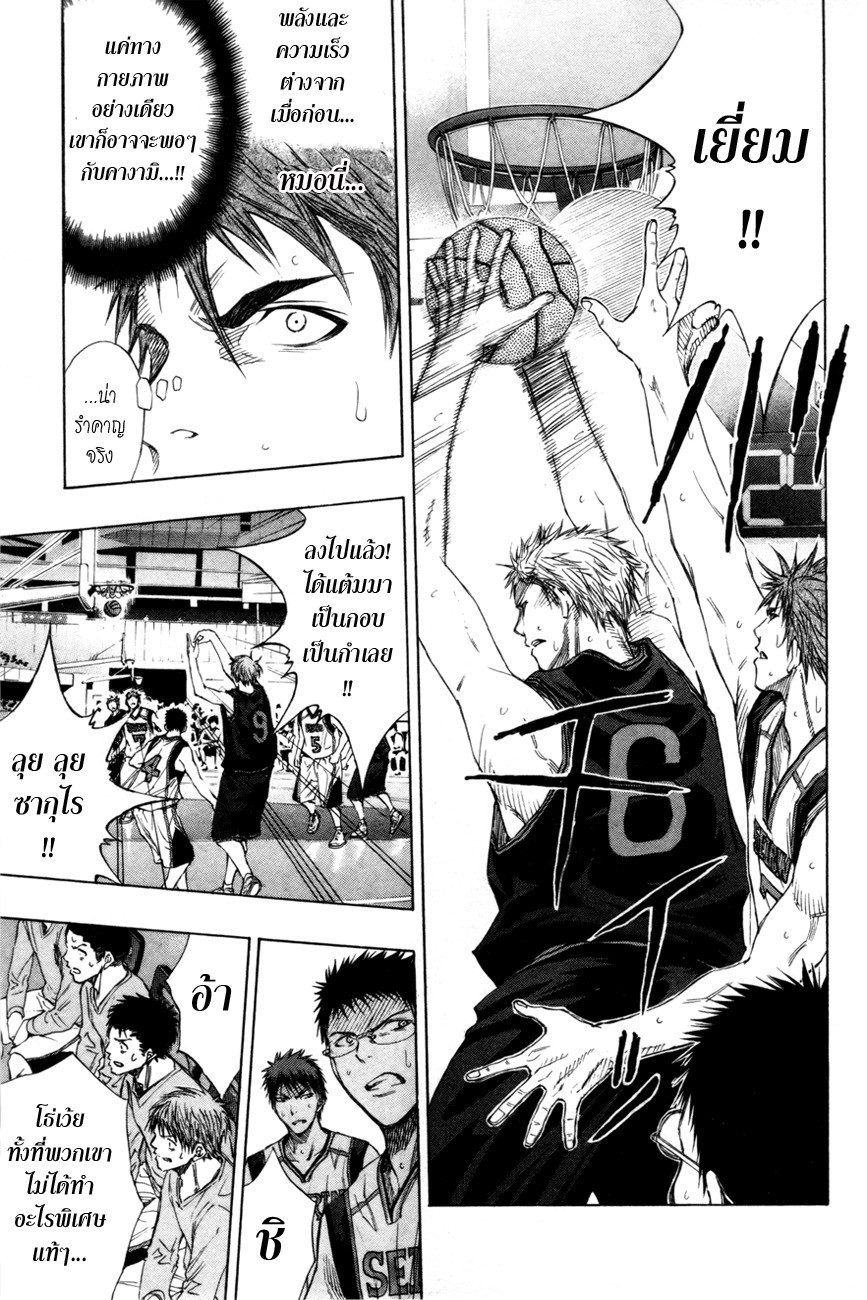 เยี่ยม
!!
24
6
พลังและ
ความเร็ว
ต่างจาก
เมื่อก่อน...
หมอนี่...
แค่ทาง
กายภาพ
อย่างเดียว
เขาก็อาจจะพอๆ
กับคางามิ...!!
...น่า
รำคาญ
จริง
ลงไปแล้ว!
ได้แต้มมา
เป็นกอบ
เป็นกำเลย
!!
9
4
7
5
ลุย ลุย
ซากุไร
!!
ชิ
SEI
อ้า
โธ่เว้ย
ทั้งที่พวกเขา
ไม่ได้ทำ
อะไรพิเศษ
แท้ๆ...